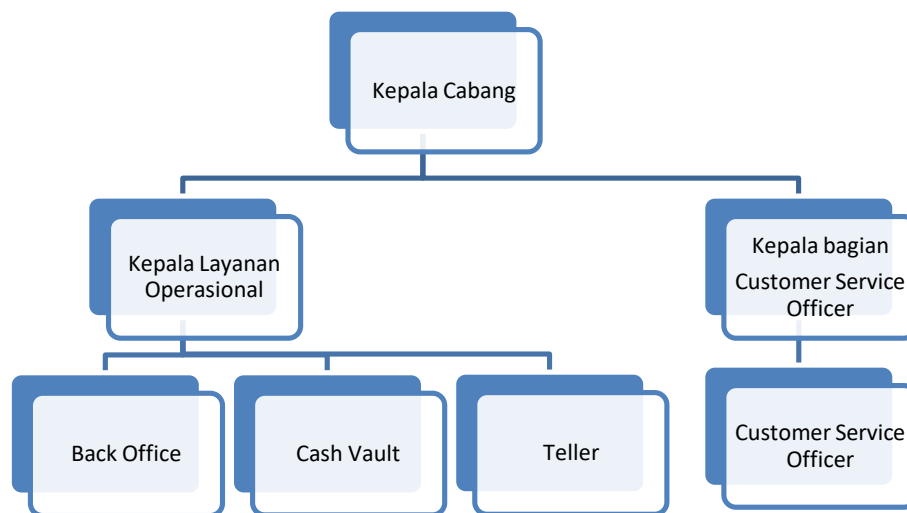 Kepala Cabang
Kepala Layanan
Operasional
Kepala bagian
Customer Service
Officer
Back Office
Cash Vault
Teller
Customer Service
Officer